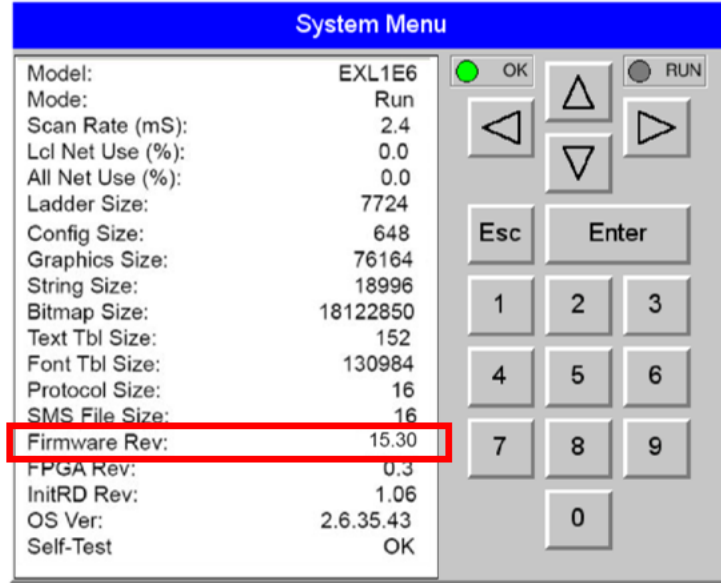 System Menu
Model: EXL1E6
Mode: Run
Scan Rate (mS): 2.4
Lcl Net Use (%): 0.0
All Net Use (%): 0.0
Ladder Size: 7724
Config Size: 648
Graphics Size: 76164
String Size: 18996
Bitmap Size: 18122850
Text Tbl Size: 152
Font Tbl Size: 130984
Protocol Size: 16
SMS File Size: 16
Firmware Rev: 15.30
FPGA Rev: 0.3
InitRD Rev: 1.06
OS Ver: 2.6.35.43
Self-Test OK
OK RUN
Esc Enter
1 2 3
4 5 6
7 8 9
0